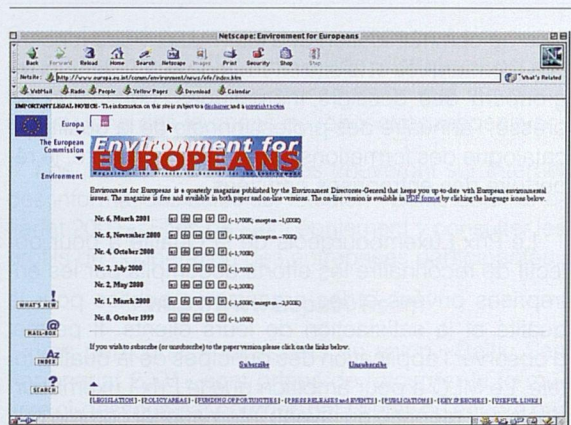 Netscape: Environment for Europeans
Back Forward Reload Home Search Netscape Images Print Security Shop Stop
Netsite: http://www.europa.eu.int/comm/environment/news/efe/index.htm What's Related
WebMail Radio People Yellow Pages Download Calendar
IMPORTANT LEGAL NOTICE - The information on this site is subject to a disclaimer and a copyright notice
Europa
The European Commission
Environment
Environment for
EUROPEANS
Environment for Europeans is a quarterly magazine published by the Environment Directorate-General that keeps you up-to-date with European environmental
issues. The magazine is free and available in both paper and on-line versions. The on-line version is available in PDF format by clicking the language icons below.
Nr. 6, March 2001
Nr. 5, November 2000
Nr. 4, October 2000
Nr. 3, July 2000
Nr. 2, May 2000
Nr. 1, March 2000
Nr. 0, October 1999
If you wish to subscribe (or unsubscribe) to the paper version please click on the links below.
Subscribe Unsubscribe
! WHAT'S NEW
@ MAIL-BOX
AZ INDEX
? SEARCH
[LEGISLATION] - [POLICY AREAS] - [FUNDING OPPORTUNITIES] - [PRESS RELEASES and EVENTS] - [PUBLICATIONS] - [KEY SPEECHES] - [USEFUL LINKS]